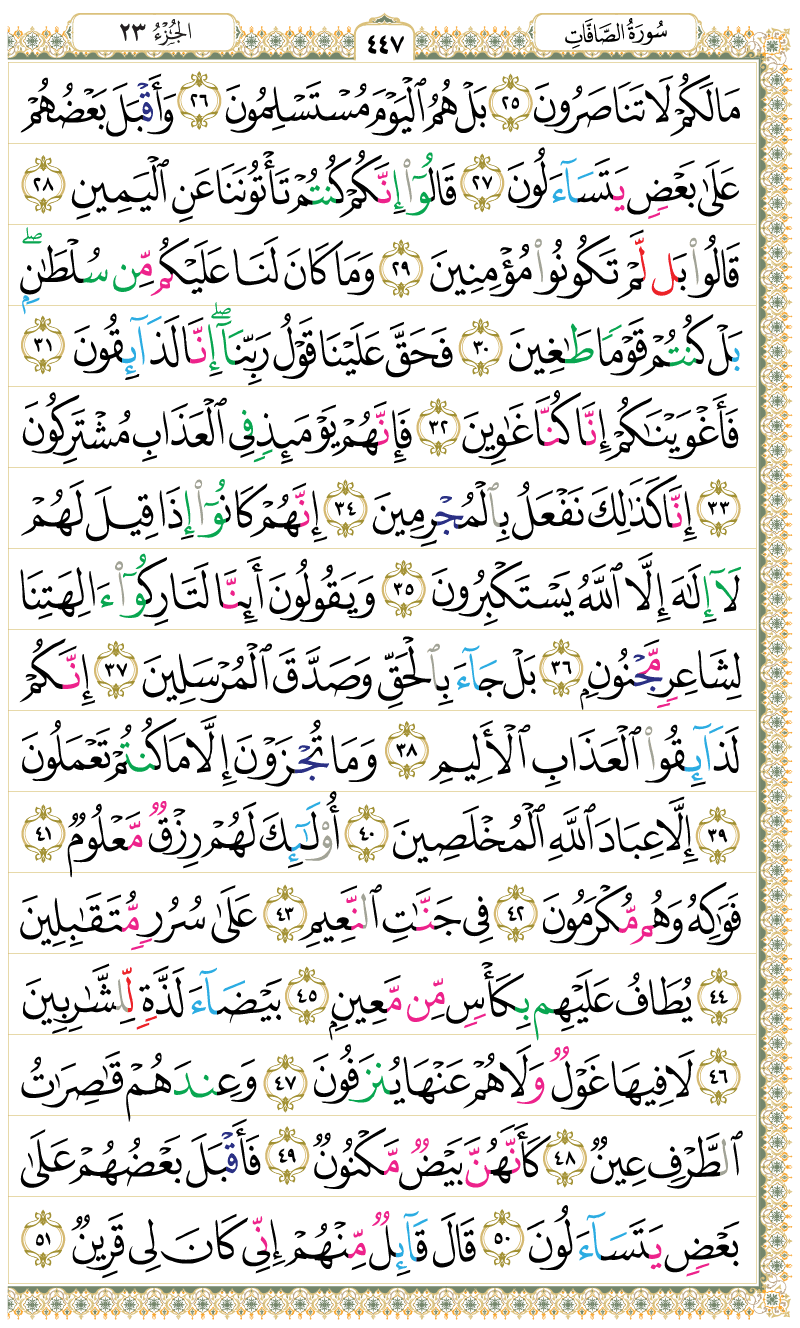 سُورَةُ الصَّافَّاتِ
٤٤٧
الجُزْءُ ٢٣
مَا لَكُمْ لَا تَنَاصَرُونَ ٢٥ بَلْ هُمُ ٱلْيَوْمَ مُسْتَسْلِمُونَ ٢٦ وَأَقْبَلَ بَعْضُهُمْ
عَلَىٰ بَعْضٍ يَتَسَآءَلُونَ ٢٧ قَالُوٓا۟ إِنَّكُمْ كُنتُمْ تَأْتُونَنَا عَنِ ٱلْيَمِينِ ٢٨
قَالُوا۟ بَل لَّمْ تَكُونُوا۟ مُؤْمِنِينَ ٢٩ وَمَا كَانَ لَنَا عَلَيْكُم مِّن سُلْطَـٰنِۭ ۖ
بَلْ كُنتُمْ قَوْمًا طَـٰغِينَ ٣٠ فَحَقَّ عَلَيْنَا قَوْلُ رَبِّنَآ ۖ إِنَّا لَذَآئِقُونَ ٣١
فَأَغْوَيْنَـٰكُمْ إِنَّا كُنَّا غَـٰوِينَ ٣٢ فَإِنَّهُمْ يَوْمَئِذٍ فِى ٱلْعَذَابِ مُشْتَرِكُونَ
٣٣ إِنَّا كَذَٰلِكَ نَفْعَلُ بِٱلْمُجْرِمِينَ ٣٤ إِنَّهُمْ كَانُوٓا۟ إِذَا قِيلَ لَهُمْ
لَآ إِلَـٰهَ إِلَّا ٱللَّهُ يَسْتَكْبِرُونَ ٣٥ وَيَقُولُونَ أَئِنَّا لَتَارِكُوٓا۟ ءَالِهَتِنَا
لِشَاعِرٍ مَّجْنُونٍۭ ٣٦ بَلْ جَآءَ بِٱلْحَقِّ وَصَدَّقَ ٱلْمُرْسَلِينَ ٣٧ إِنَّكُمْ
لَذَآئِقُوا۟ ٱلْعَذَابِ ٱلْأَلِيمِ ٣٨ وَمَا تُجْزَوْنَ إِلَّا مَا كُنتُمْ تَعْمَلُونَ
٣٩ إِلَّا عِبَادَ ٱللَّهِ ٱلْمُخْلَصِينَ ٤٠ أُو۟لَـٰٓئِكَ لَهُمْ رِزْقٌ مَّعْلُومٌ ٤١
فَوَٰكِهُ وَهُم مُّكْرَمُونَ ٤٢ فِى جَنَّـٰتِ ٱلنَّعِيمِ ٤٣ عَلَىٰ سُرُرٍ مُّتَقَـٰبِلِينَ
٤٤ يُطَافُ عَلَيْهِم بِكَأْسٍ مِّن مَّعِينٍۭ ٤٥ بَيْضَآءَ لَذَّةٍ لِّلشَّـٰرِبِينَ
٤٦ لَا فِيهَا غَوْلٌ وَلَا هُمْ عَنْهَا يُنزَفُونَ ٤٧ وَعِندَهُمْ قَـٰصِرَٰتُ
ٱلطَّرْفِ عِينٌ ٤٨ كَأَنَّهُنَّ بَيْضٌ مَّكْنُونٌ ٤٩ فَأَقْبَلَ بَعْضُهُمْ عَلَىٰ
بَعْضٍ يَتَسَآءَلُونَ ٥٠ قَالَ قَآئِلٌ مِّنْهُمْ إِنِّى كَانَ لِى قَرِينٌ ٥١